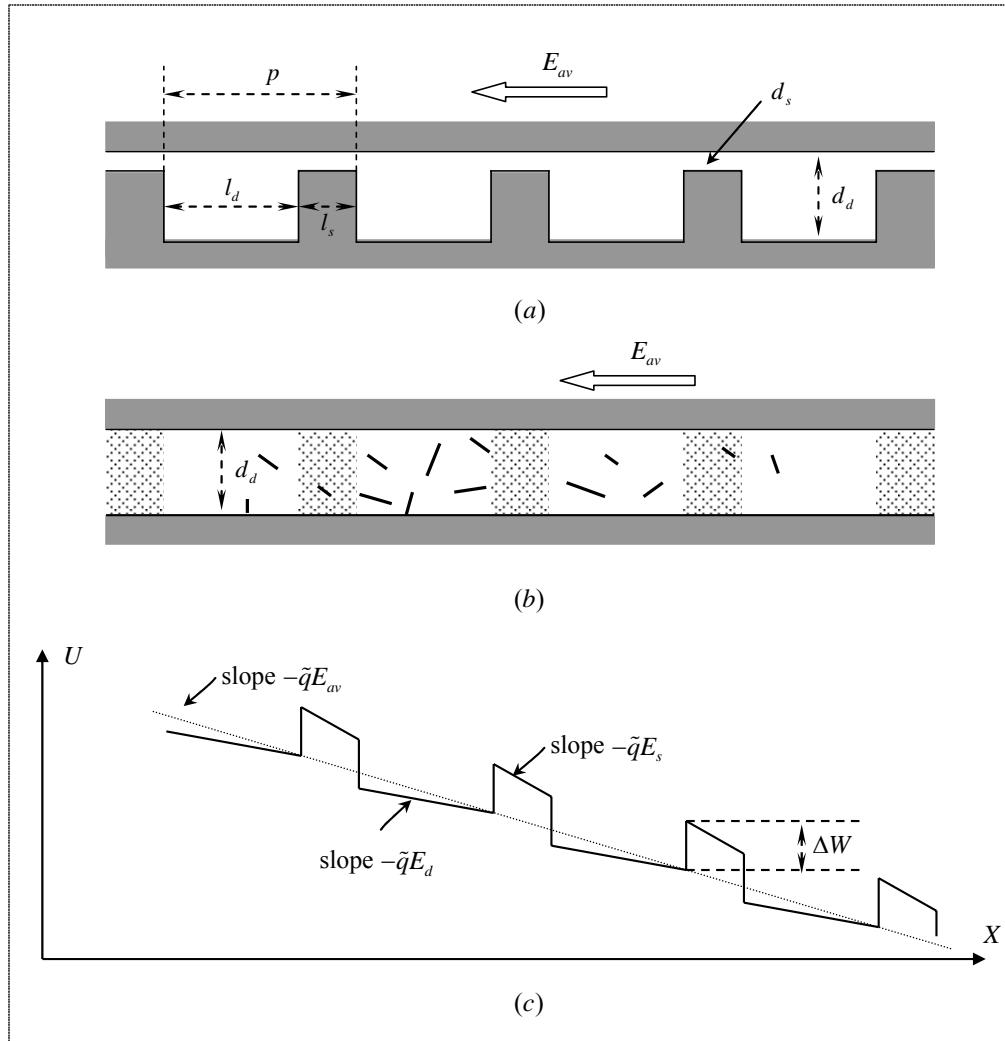 p
E_av
d_s
l_d
l_s
d_d
(a)
E_av
d_d
(b)
U
slope −q̃E_av
slope −q̃E_s
ΔW
slope −q̃E_d
X
(c)